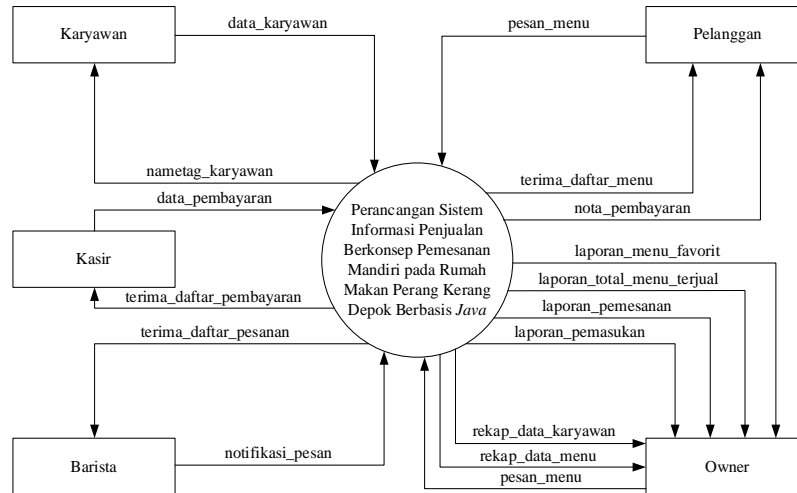 Karyawan
data_karyawan
pesan_menu
Pelanggan
nametag_karyawan
terima_daftar_menu
data_pembayaran
nota_pembayaran
Perancangan Sistem
Informasi Penjualan
Berkonsep Pemesanan
Mandiri pada Rumah
Makan Perang Kerang
Depok Berbasis Java
Kasir
laporan_menu_favorit
laporan_total_menu_terjual
terima_daftar_pembayaran
laporan_pemesanan
terima_daftar_pesanan
laporan_pemasukan
rekap_data_karyawan
Barista
notifikasi_pesan
rekap_data_menu
Owner
pesan_menu